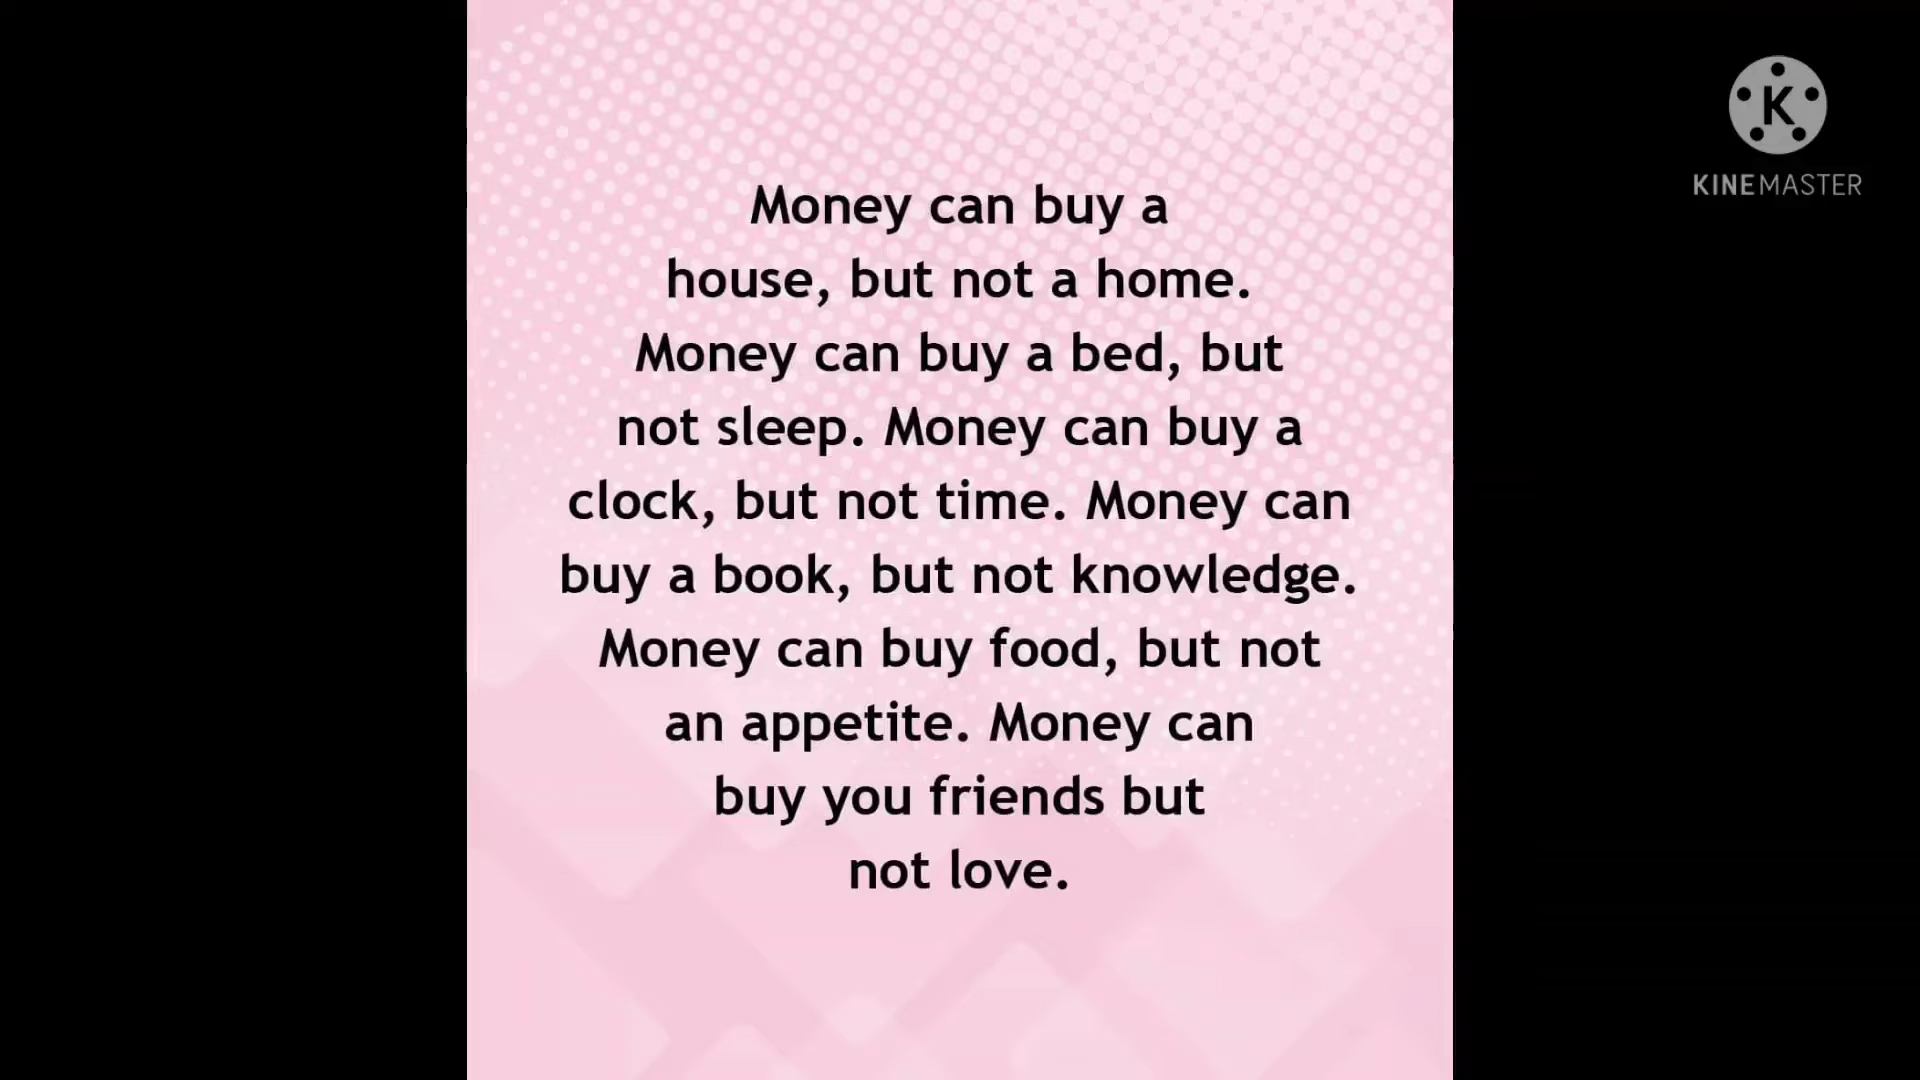 Money can buy a
house, but not a home.
Money can buy a bed, but
not sleep. Money can buy a
clock, but not time. Money can
buy a book, but not knowledge.
Money can buy food, but not
an appetite. Money can
buy you friends but
not love.
K
KINEMASTER